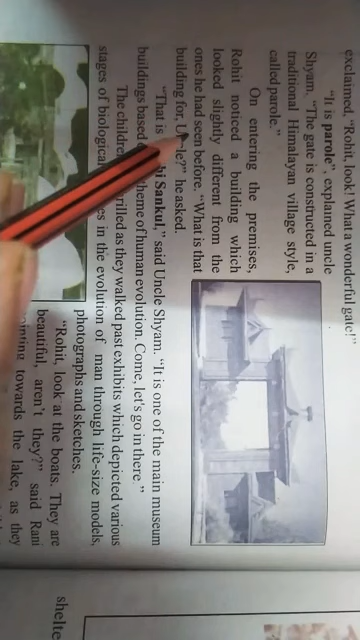 exclaimed, "Rohit, look! What a wonderful gate!"
"It is parole", explained uncle
Shyam. "The gate is constructed in a
traditional Himalayan village style,
called parole."
On entering the premises,
Rohit noticed a building which
looked slightly different from the
ones he had seen before. "What is that
building for, he asked.
"That is Sankul," said Uncle Shyam. "It is one of the main museum
buildings based theme of human evolution. Come, let's go in there."
The children thrilled as they walked past exhibits which depicted various
stages of biological in the evolution of man through life-size models,
photographs and sketches.
"Rohit, look at the boats. They are
beautiful, aren't they?" said Rani
pointing towards the lake, as they
shelte